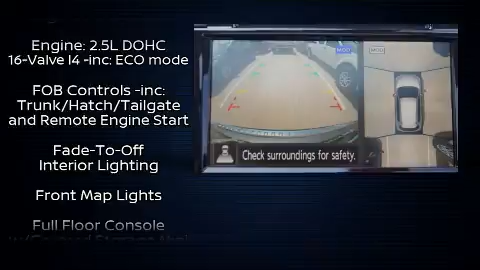 Engine: 2.5L DOHC
16-Valve I4 -inc: ECO mode
FOB Controls -inc:
Trunk/Hatch/Tailgate
and Remote Engine Start
Fade-To-Off
Interior Lighting
Front Map Lights
Full Floor Console
Check surroundings for safety.